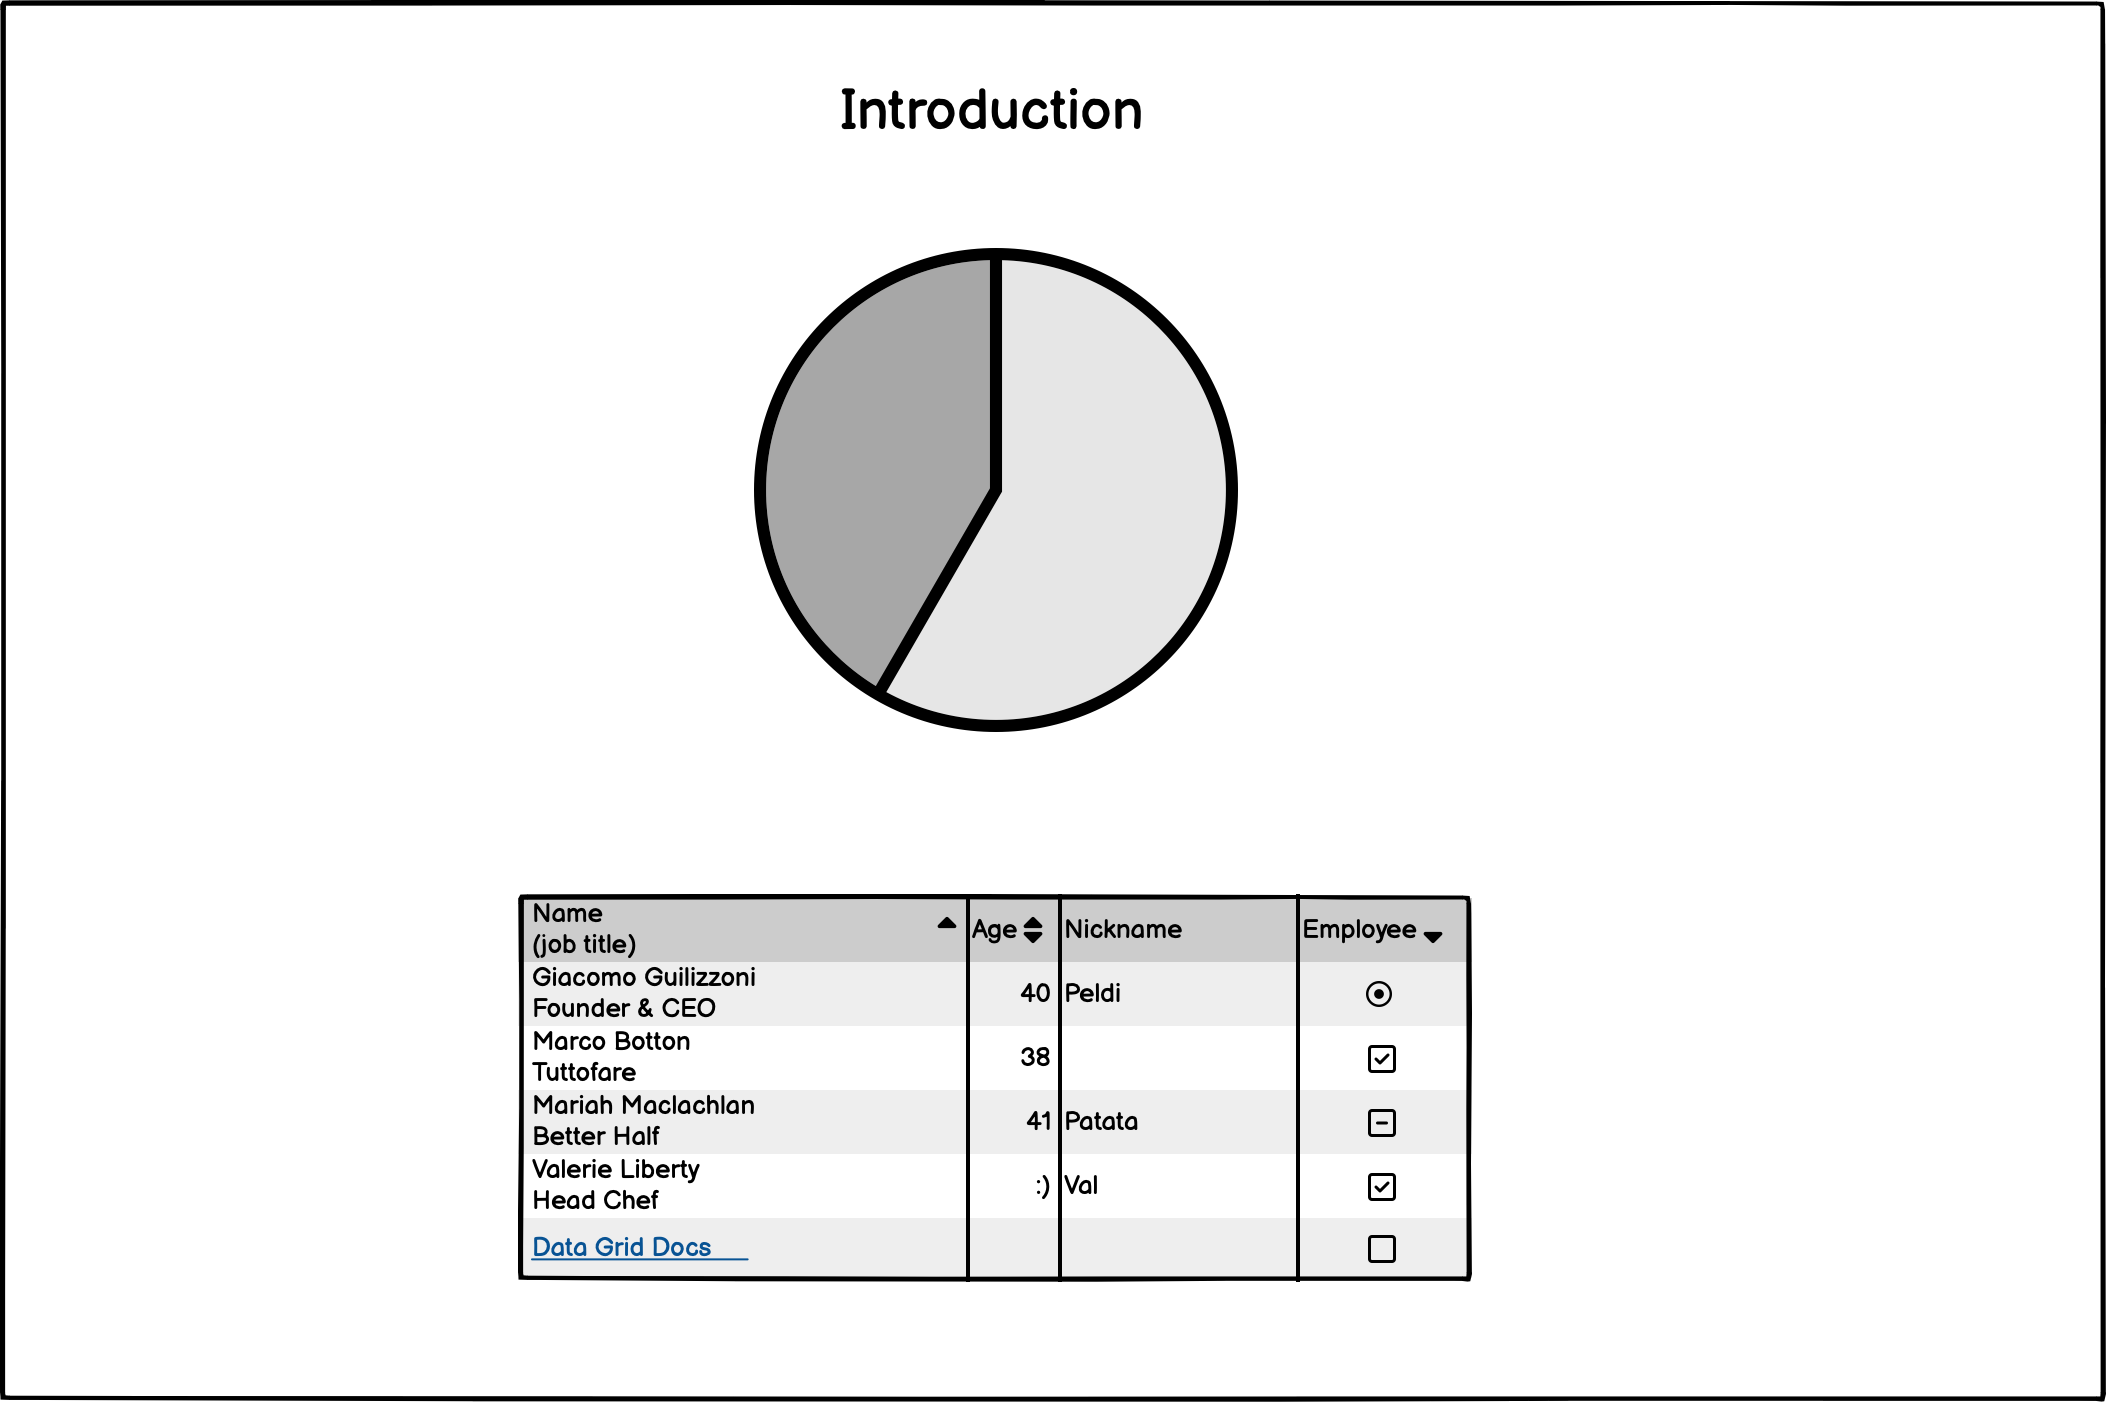 Introduction
Name
(job title)
Age
Nickname
Employee
Giacomo Guilizzoni
Founder & CEO
40
Peldi
Marco Botton
Tuttofare
38
Mariah Maclachlan
Better Half
41
Patata
Valerie Liberty
Head Chef
:)
Val
Data Grid Docs